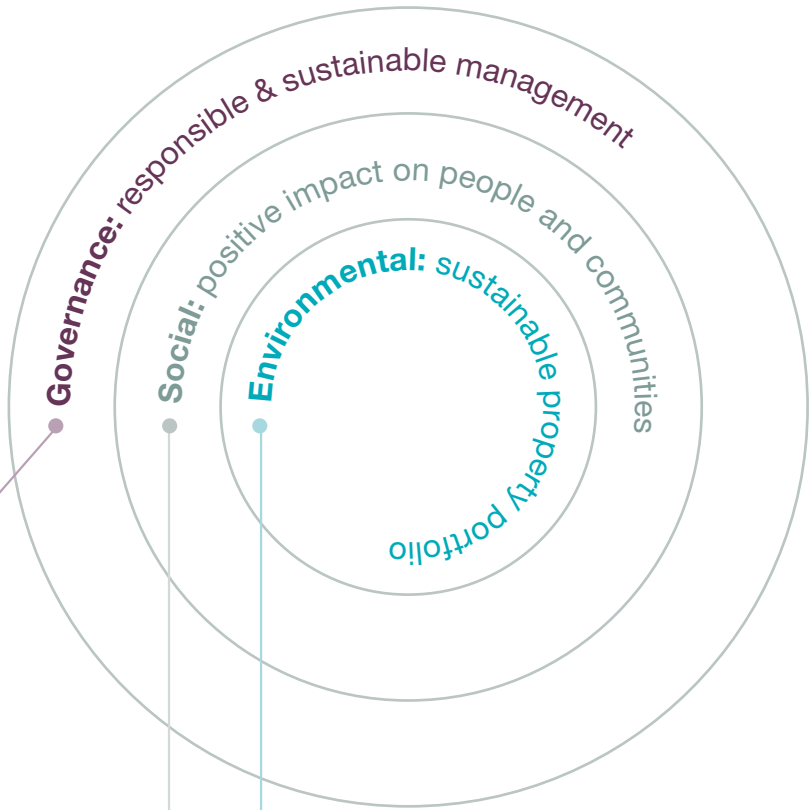 Governance: responsible & sustainable management
Social: positive impact on people and communities
Environmental: sustainable property portfolio